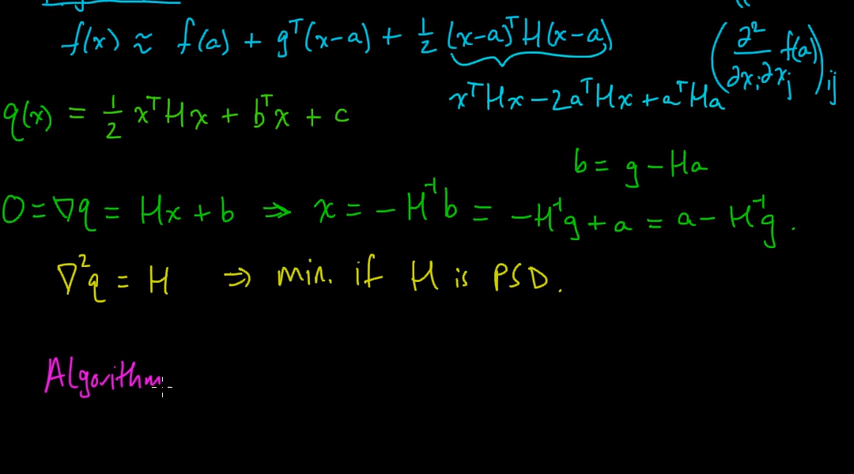 f(x) ≈ f(a) + gᵀ(x-a) + ½ (x-a)ᵀH(x-a)
(∂²/∂xᵢ∂xⱼ f(a))ᵢⱼ
xᵀHx - 2aᵀHx + aᵀHa
q(x) = ½ xᵀHx + bᵀx + c
b = g - Ha
0 = ∇q = Hx + b ⇒ x = -H⁻¹b = -H⁻¹g + a = a - H⁻¹g .
∇²q = H ⇒ min. if H is PSD.
Algorithm